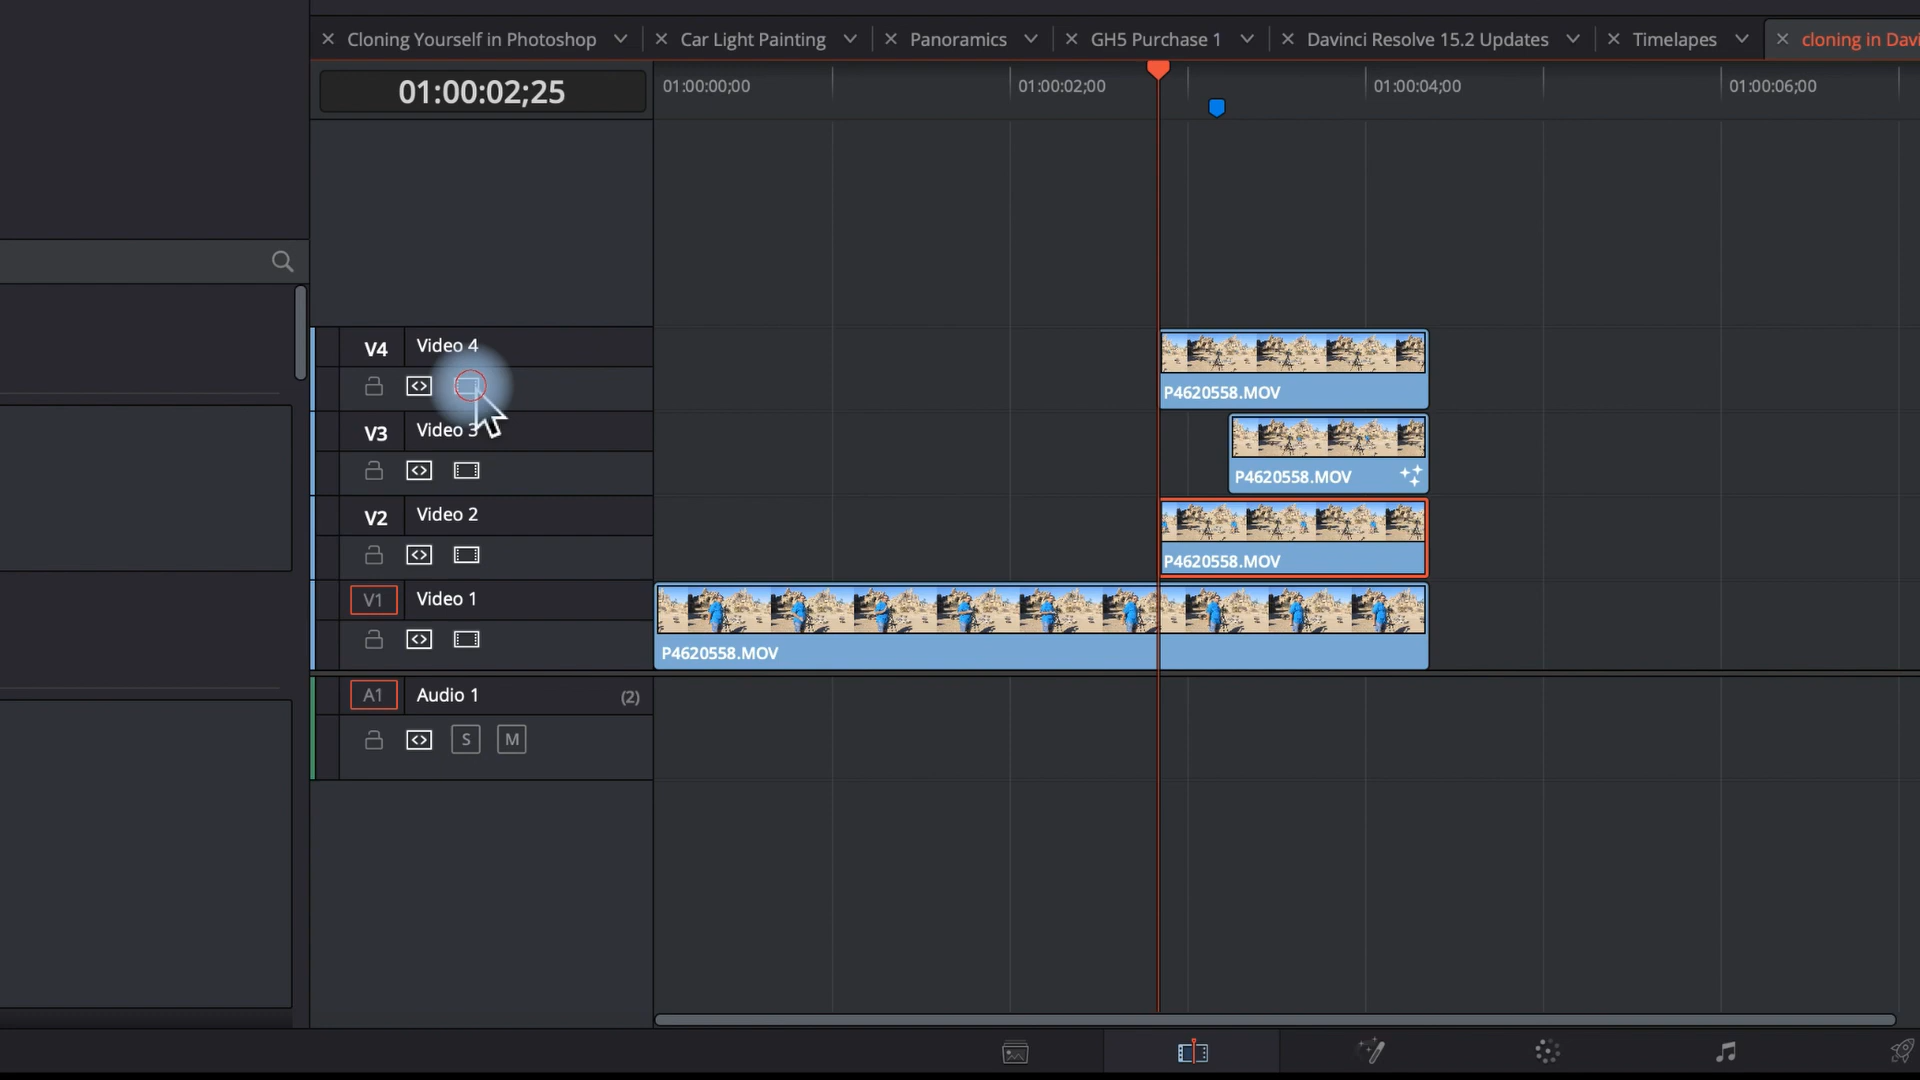 Cloning Yourself in Photoshop
Car Light Painting
Panoramics
GH5 Purchase 1
Davinci Resolve 15.2 Updates
Timelapes
cloning in Davi
01:00:02;25
01:00:00;00
01:00:02;00
01:00:04;00
01:00:06;00
V4 Video 4
P4620558.MOV
V3 Video 3
P4620558.MOV
V2 Video 2
P4620558.MOV
V1 Video 1
P4620558.MOV
A1 Audio 1 (2)
S M